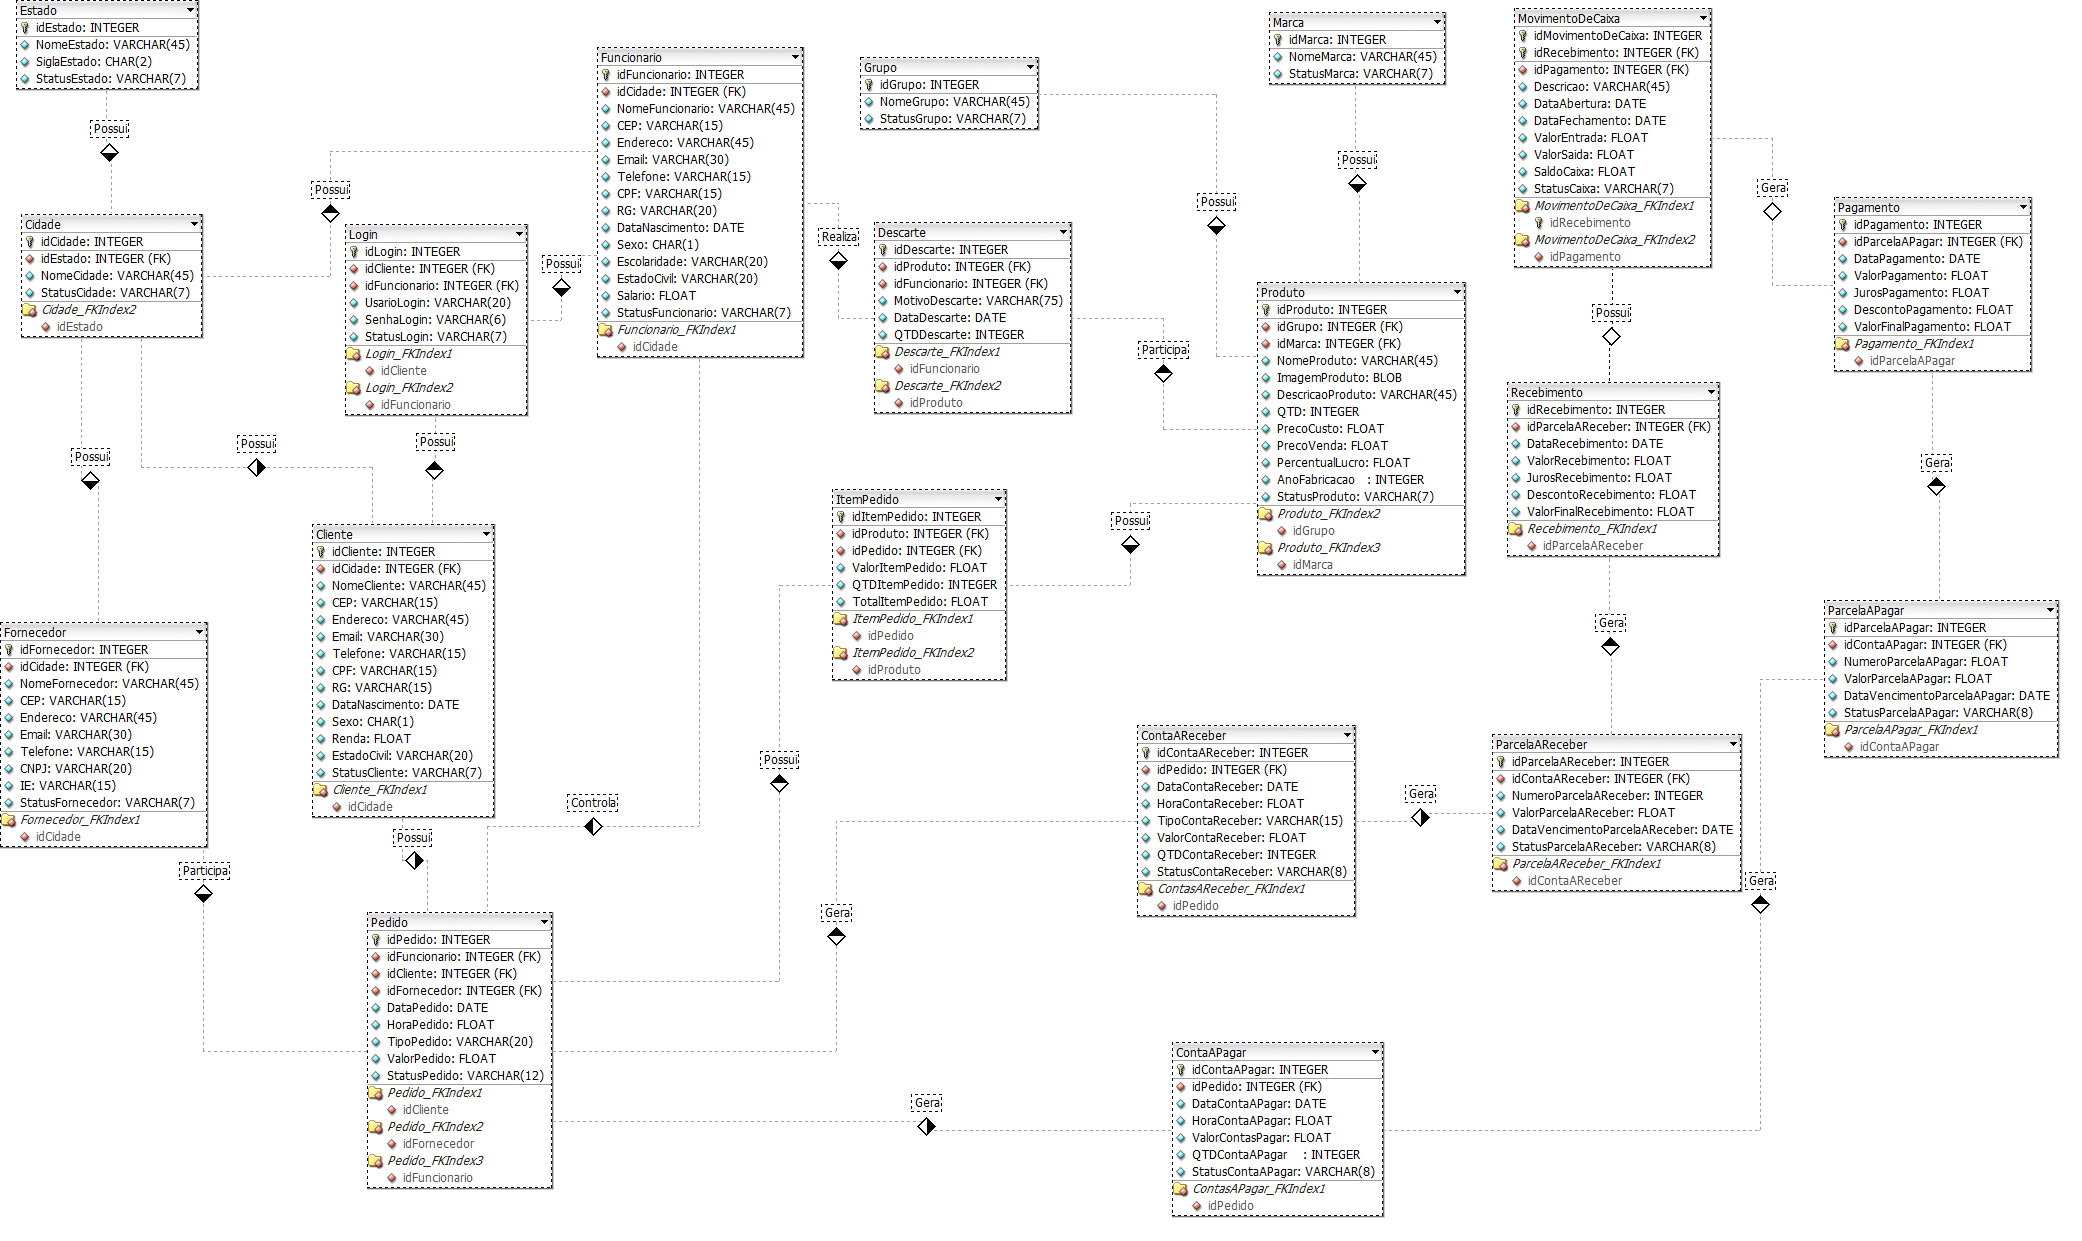 Estado
idEstado: INTEGER
NomeEstado: VARCHAR(45)
SiglaEstado: CHAR(2)
StatusEstado: VARCHAR(7)
Possui
Cidade
idCidade: INTEGER
idEstado: INTEGER (FK)
NomeCidade: VARCHAR(45)
StatusCidade: VARCHAR(7)
Cidade_FKIndex2
idEstado
Possui
Possui
Possui
Fornecedor
idFornecedor: INTEGER
idCidade: INTEGER (FK)
NomeFornecedor: VARCHAR(45)
CEP: VARCHAR(15)
Endereco: VARCHAR(45)
Email: VARCHAR(30)
Telefone: VARCHAR(15)
CNPJ: VARCHAR(20)
IE: VARCHAR(15)
StatusFornecedor: VARCHAR(7)
Fornecedor_FKIndex1
idCidade
Participa
Login
idLogin: INTEGER
idCliente: INTEGER (FK)
idFuncionario: INTEGER (FK)
UsarioLogin: VARCHAR(20)
SenhaLogin: VARCHAR(6)
StatusLogin: VARCHAR(7)
Login_FKIndex1
idCliente
Login_FKIndex2
idFuncionario
Possui
Possui
Cliente
idCliente: INTEGER
idCidade: INTEGER (FK)
NomeCliente: VARCHAR(45)
CEP: VARCHAR(15)
Endereco: VARCHAR(45)
Email: VARCHAR(30)
Telefone: VARCHAR(15)
CPF: VARCHAR(15)
RG: VARCHAR(15)
DataNascimento: DATE
Sexo: CHAR(1)
Renda: FLOAT
EstadoCivil: VARCHAR(20)
StatusCliente: VARCHAR(7)
Cliente_FKIndex1
idCidade
Possui
Controla
Pedido
idPedido: INTEGER
idFuncionario: INTEGER (FK)
idCliente: INTEGER (FK)
idFornecedor: INTEGER (FK)
DataPedido: DATE
HoraPedido: FLOAT
TipoPedido: VARCHAR(20)
ValorPedido: FLOAT
StatusPedido: VARCHAR(12)
Pedido_FKIndex1
idCliente
Pedido_FKIndex2
idFornecedor
Pedido_FKIndex3
idFuncionario
Funcionario
idFuncionario: INTEGER
idCidade: INTEGER (FK)
NomeFuncionario: VARCHAR(45)
CEP: VARCHAR(15)
Endereco: VARCHAR(45)
Email: VARCHAR(30)
Telefone: VARCHAR(15)
CPF: VARCHAR(15)
RG: VARCHAR(20)
DataNascimento: DATE
Sexo: CHAR(1)
Escolaridade: VARCHAR(20)
EstadoCivil: VARCHAR(20)
Salario: FLOAT
StatusFuncionario: VARCHAR(7)
Funcionario_FKIndex1
idCidade
Realiza
Grupo
idGrupo: INTEGER
NomeGrupo: VARCHAR(45)
StatusGrupo: VARCHAR(7)
Possui
Descarte
idDescarte: INTEGER
idProduto: INTEGER (FK)
idFuncionario: INTEGER (FK)
MotivoDescarte: VARCHAR(75)
DataDescarte: DATE
QTDDescarte: INTEGER
Descarte_FKIndex1
idFuncionario
Descarte_FKIndex2
idProduto
Participa
ItemPedido
idItemPedido: INTEGER
idProduto: INTEGER (FK)
idPedido: INTEGER (FK)
ValorItemPedido: FLOAT
QTDItemPedido: INTEGER
TotalItemPedido: FLOAT
ItemPedido_FKIndex1
idPedido
ItemPedido_FKIndex2
idProduto
Possui
Possui
Gera
Gera
Marca
idMarca: INTEGER
NomeMarca: VARCHAR(45)
StatusMarca: VARCHAR(7)
Possui
Produto
idProduto: INTEGER
idGrupo: INTEGER (FK)
idMarca: INTEGER (FK)
NomeProduto: VARCHAR(45)
ImagemProduto: BLOB
DescricaoProduto: VARCHAR(45)
QTD: INTEGER
PrecoCusto: FLOAT
PrecoVenda: FLOAT
PercentualLucro: FLOAT
AnoFabricacao : INTEGER
StatusProduto: VARCHAR(7)
Produto_FKIndex2
idGrupo
Produto_FKIndex3
idMarca
ContaAReceber
idContaAReceber: INTEGER
idPedido: INTEGER (FK)
DataContaReceber: DATE
HoraContaReceber: FLOAT
TipoContaReceber: VARCHAR(15)
ValorContaReceber: FLOAT
QTDContaReceber: INTEGER
StatusContaReceber: VARCHAR(8)
ContasAReceber_FKIndex1
idPedido
Gera
ContaAPagar
idContaAPagar: INTEGER
idPedido: INTEGER (FK)
DataContaAPagar: DATE
HoraContaAPagar: FLOAT
ValorContasPagar: FLOAT
QTDContaAPagar : INTEGER
StatusContaAPagar: VARCHAR(8)
ContasAPagar_FKIndex1
idPedido
MovimentoDeCaixa
idMovimentoDeCaixa: INTEGER
idRecebimento: INTEGER (FK)
idPagamento: INTEGER (FK)
Descricao: VARCHAR(45)
DataAbertura: DATE
DataFechamento: DATE
ValorEntrada: FLOAT
ValorSaida: FLOAT
SaldoCaixa: FLOAT
StatusCaixa: VARCHAR(7)
MovimentoDeCaixa_FKIndex1
idRecebimento
MovimentoDeCaixa_FKIndex2
idPagamento
Gera
Possui
Recebimento
idRecebimento: INTEGER
idParcelaAReceber: INTEGER (FK)
DataRecebimento: DATE
ValorRecebimento: FLOAT
JurosRecebimento: FLOAT
DescontoRecebimento: FLOAT
ValorFinalRecebimento: FLOAT
Recebimento_FKIndex1
idParcelaAReceber
Gera
ParcelaAReceber
idParcelaAReceber: INTEGER
idContaAReceber: INTEGER (FK)
NumeroParcelaAReceber: INTEGER
ValorParcelaAReceber: FLOAT
DataVencimentoParcelaAReceber: DATE
StatusParcelaAReceber: VARCHAR(8)
ParcelaAReceber_FKIndex1
idContaAReceber
Pagamento
idPagamento: INTEGER
idParcelaAPagar: INTEGER (FK)
DataPagamento: DATE
ValorPagamento: FLOAT
JurosPagamento: FLOAT
DescontoPagamento: FLOAT
ValorFinalPagamento: FLOAT
Pagamento_FKIndex1
idParcelaAPagar
Gera
ParcelaAPagar
idParcelaAPagar: INTEGER
idContaAPagar: INTEGER (FK)
NumeroParcelaAPagar: FLOAT
ValorParcelaAPagar: FLOAT
DataVencimentoParcelaAPagar: DATE
StatusParcelaAPagar: VARCHAR(8)
ParcelaAPagar_FKIndex1
idContaAPagar
Gera